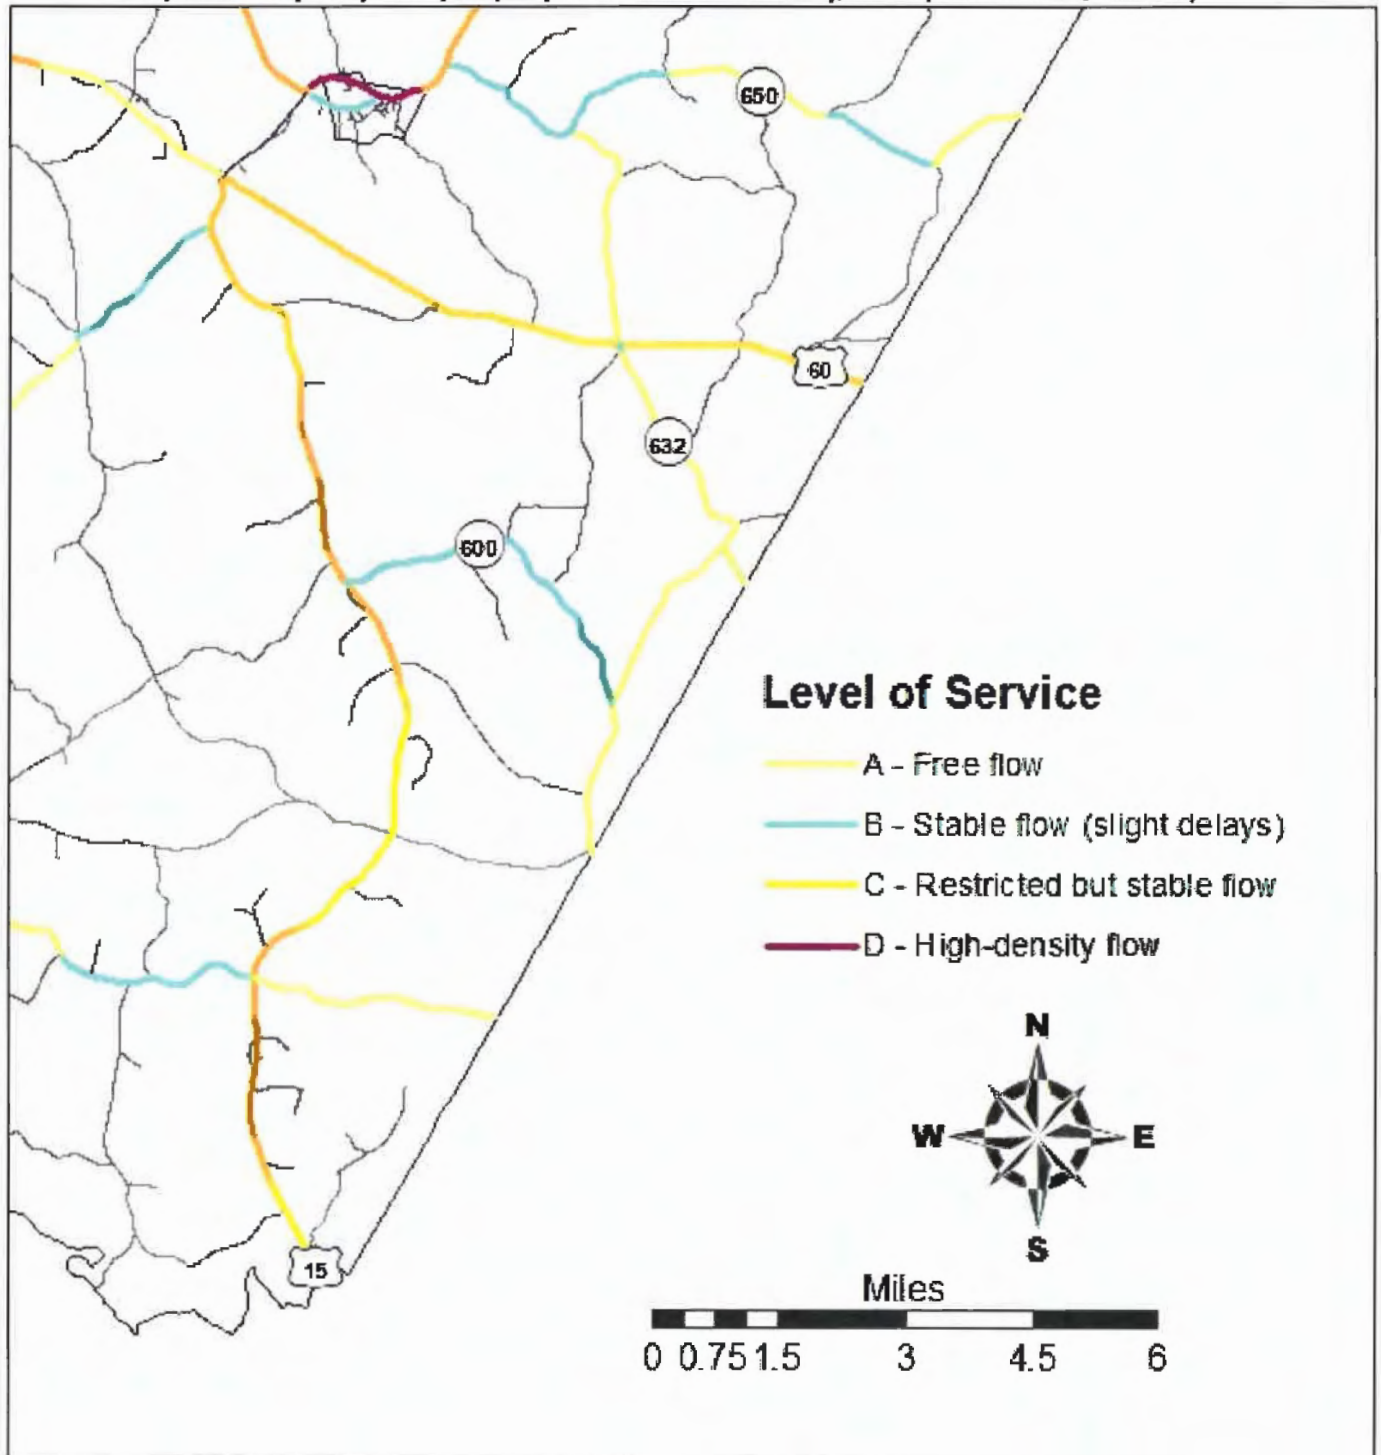 650
60
632
600
Level of Service
A - Free flow
B - Stable flow (slight delays)
C - Restricted but stable flow
D - High-density flow
N
W E
S
15
Miles
0 0.75 1.5 3 4.5 6